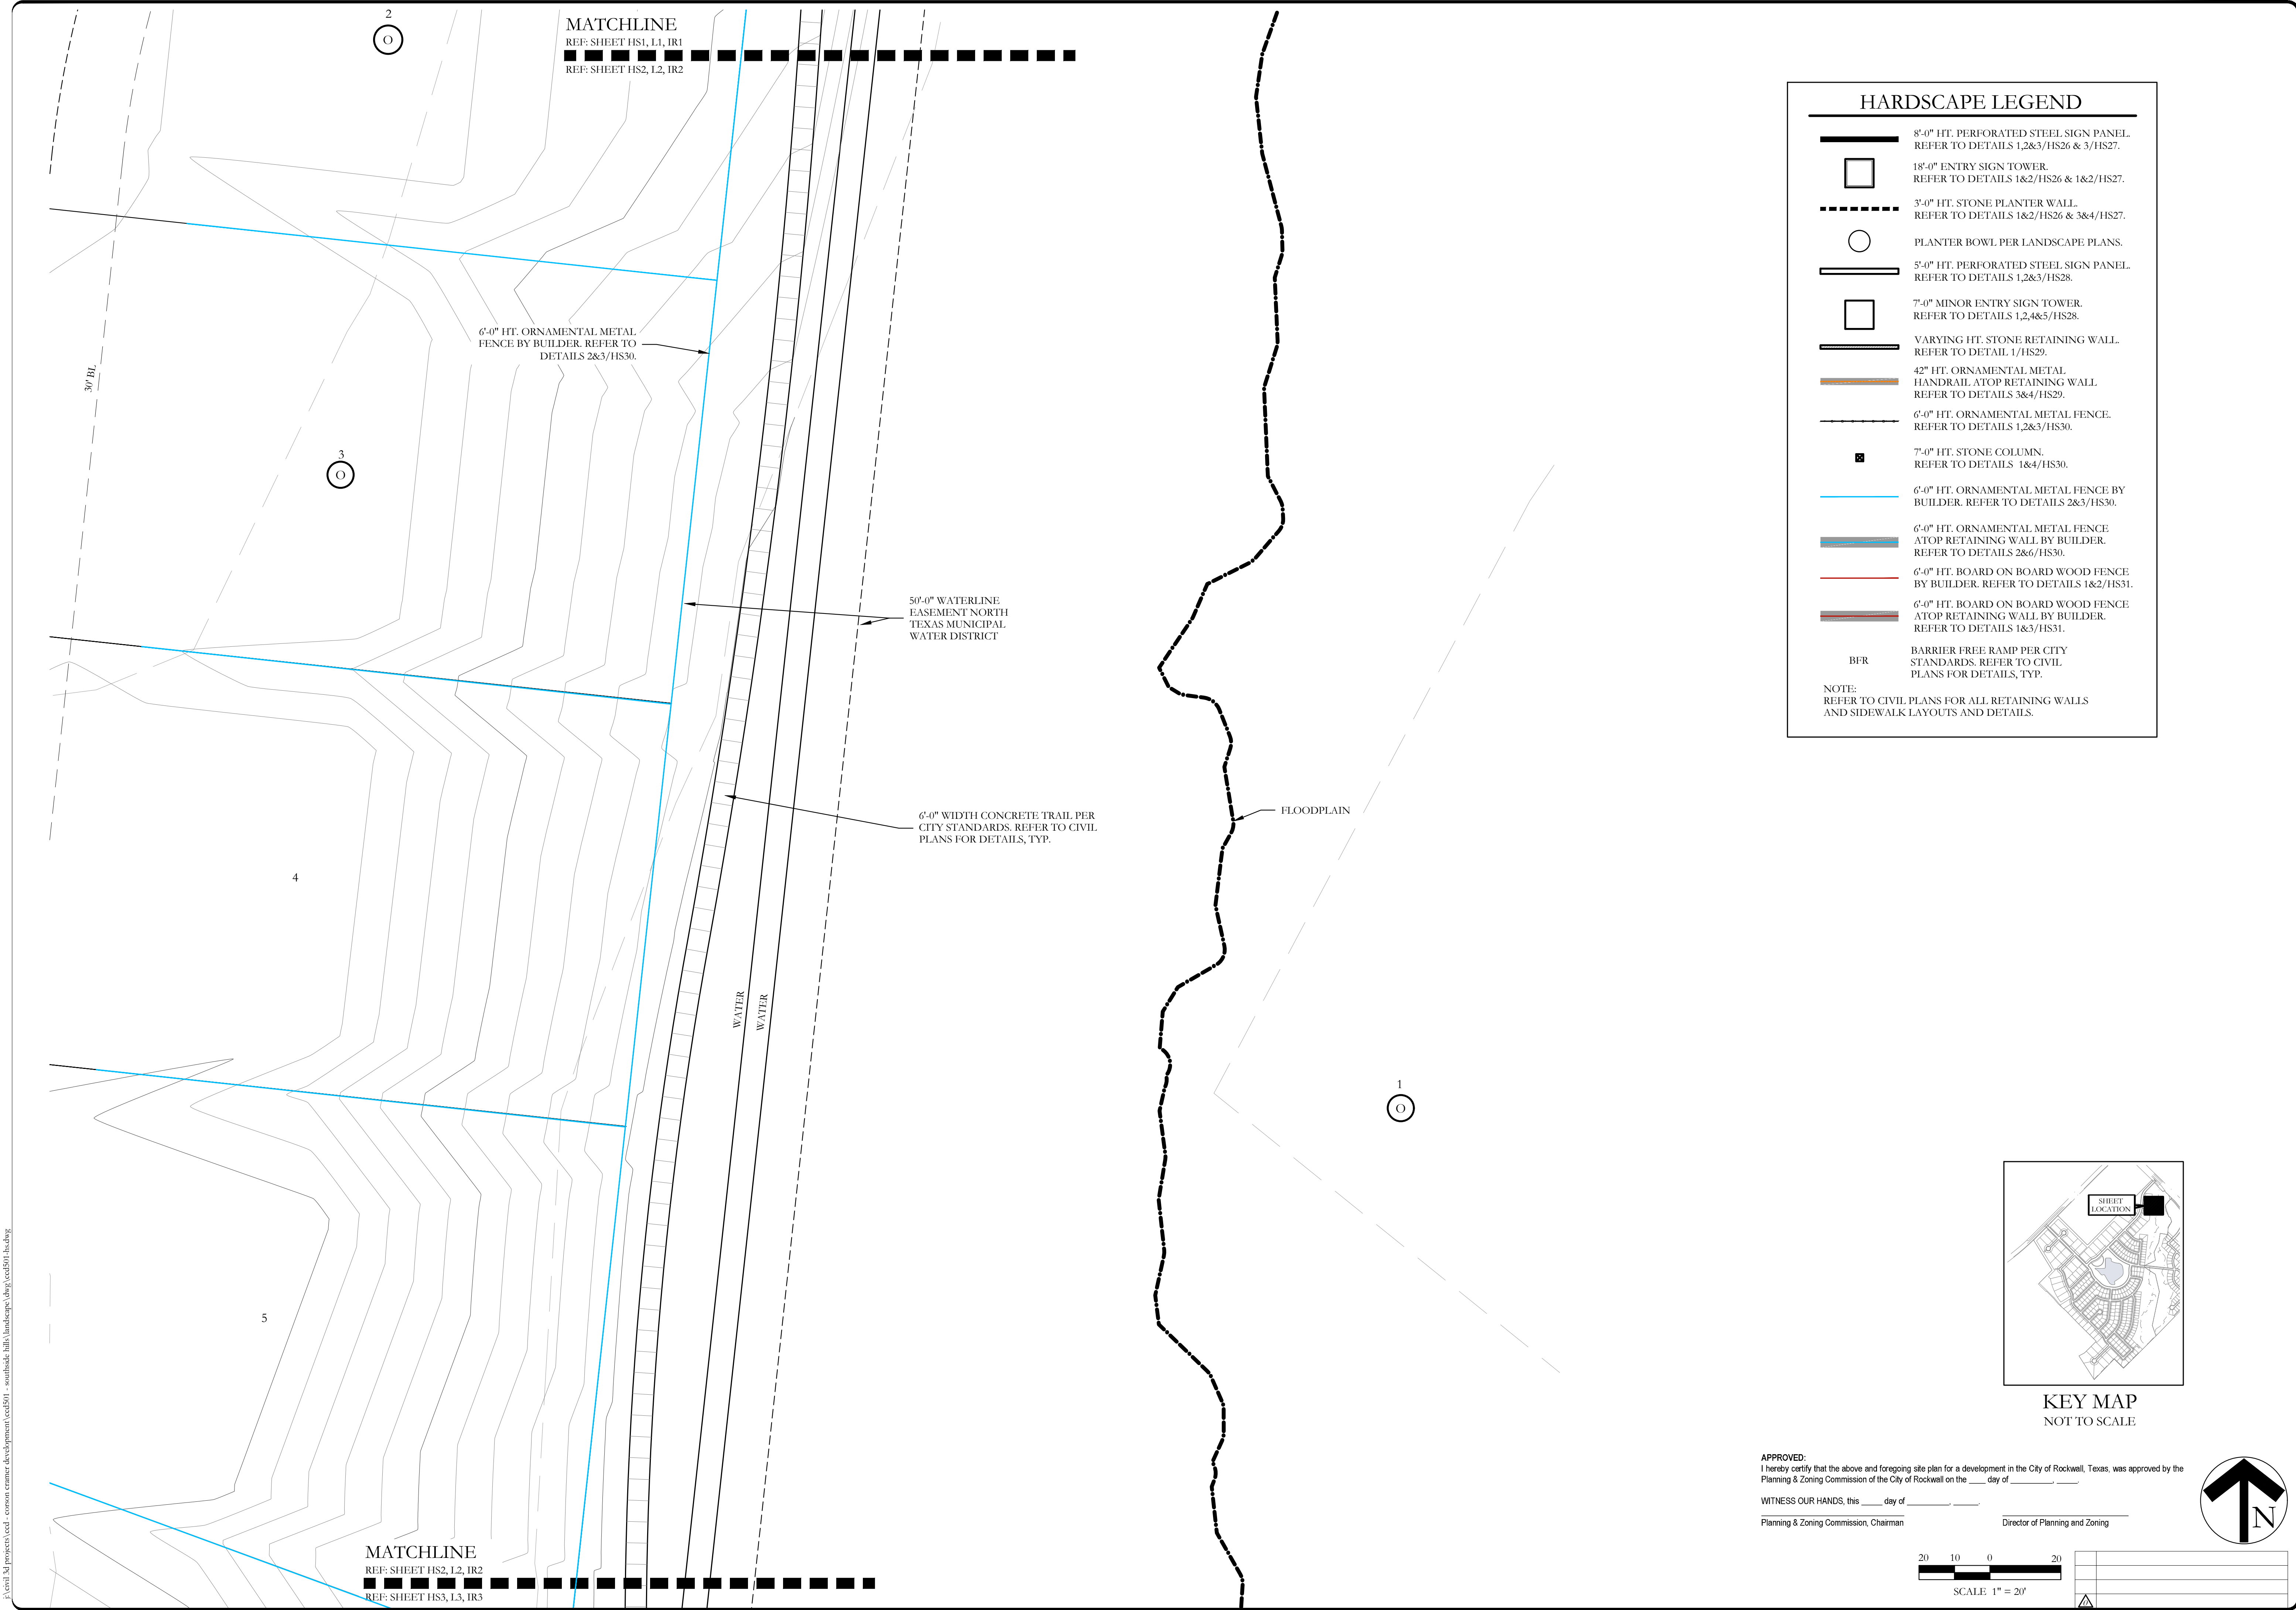 2
O
MATCHLINE
REF: SHEET HS1, L1, IR1
REF: SHEET HS2, L2, IR2
30' BL
3
O
6'-0" HT. ORNAMENTAL METAL
FENCE BY BUILDER. REFER TO
DETAILS 2&3/HS30.
50'-0" WATERLINE
EASEMENT NORTH
TEXAS MUNICIPAL
WATER DISTRICT
6'-0" WIDTH CONCRETE TRAIL PER
CITY STANDARDS. REFER TO CIVIL
PLANS FOR DETAILS, TYP.
FLOODPLAIN
4
WATER
WATER
1
O
5
MATCHLINE
REF: SHEET HS2, L2, IR2
REF: SHEET HS3, L3, IR3
HARDSCAPE LEGEND
8'-0" HT. PERFORATED STEEL SIGN PANEL.
REFER TO DETAILS 1,2&3/HS26 & 3/HS27.
18'-0" ENTRY SIGN TOWER.
REFER TO DETAILS 1&2/HS26 & 1&2/HS27.
3'-0" HT. STONE PLANTER WALL.
REFER TO DETAILS 1&2/HS26 & 3&4/HS27.
PLANTER BOWL PER LANDSCAPE PLANS.
5'-0" HT. PERFORATED STEEL SIGN PANEL.
REFER TO DETAILS 1,2&3/HS28.
7'-0" MINOR ENTRY SIGN TOWER.
REFER TO DETAILS 1,2,4&5/HS28.
VARYING HT. STONE RETAINING WALL.
REFER TO DETAIL 1/HS29.
42" HT. ORNAMENTAL METAL
HANDRAIL ATOP RETAINING WALL
REFER TO DETAILS 3&4/HS29.
6'-0" HT. ORNAMENTAL METAL FENCE.
REFER TO DETAILS 1,2&3/HS30.
7'-0" HT. STONE COLUMN.
REFER TO DETAILS 1&4/HS30.
6'-0" HT. ORNAMENTAL METAL FENCE BY
BUILDER. REFER TO DETAILS 2&3/HS30.
6'-0" HT. ORNAMENTAL METAL FENCE
ATOP RETAINING WALL BY BUILDER.
REFER TO DETAILS 2&6/HS30.
6'-0" HT. BOARD ON BOARD WOOD FENCE
BY BUILDER. REFER TO DETAILS 1&2/HS31.
6'-0" HT. BOARD ON BOARD WOOD FENCE
ATOP RETAINING WALL BY BUILDER.
REFER TO DETAILS 1&3/HS31.
BFR
BARRIER FREE RAMP PER CITY
STANDARDS. REFER TO CIVIL
PLANS FOR DETAILS, TYP.
NOTE:
REFER TO CIVIL PLANS FOR ALL RETAINING WALLS
AND SIDEWALK LAYOUTS AND DETAILS.
SHEET
LOCATION
KEY MAP
NOT TO SCALE
APPROVED:
I hereby certify that the above and foregoing site plan for a development in the City of Rockwall, Texas, was approved by the
Planning & Zoning Commission of the City of Rockwall on the ____ day of __________, _____.
WITNESS OUR HANDS, this _____ day of __________, ______.
Planning & Zoning Commission, Chairman
Director of Planning and Zoning
N
20 10 0 20
SCALE 1" = 20'
j:\civil 3d projects\ccd - corson cramer development\ccd501 - southside hills\landscape\dwg\ccd501-hs.dwg